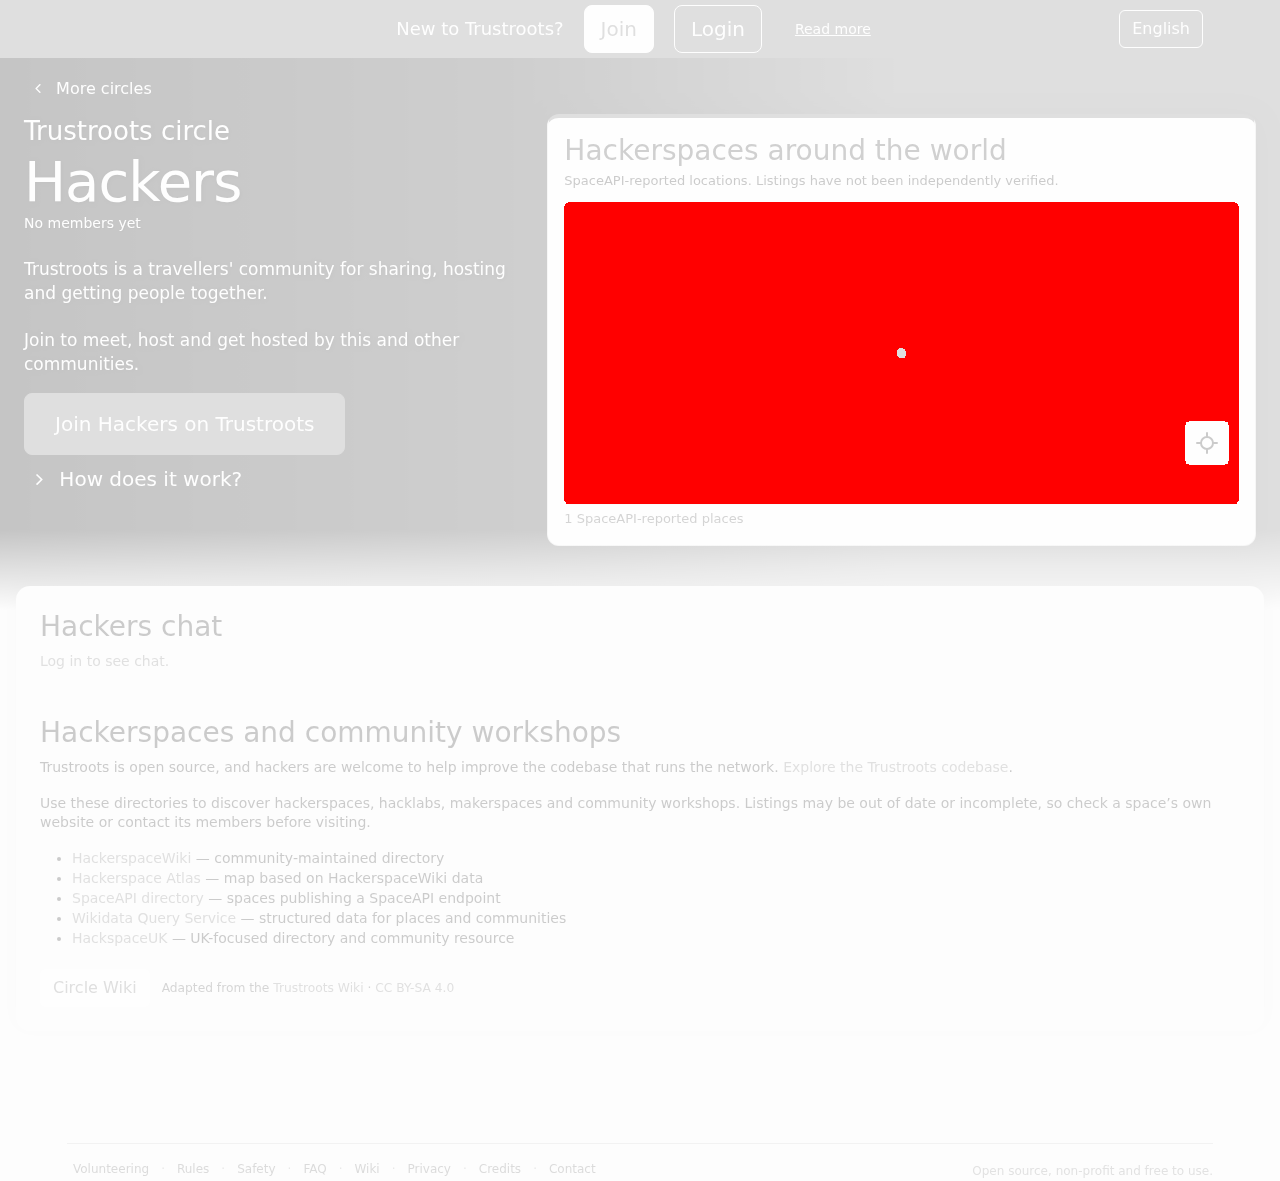 New to Trustroots? Join Login Read more English
More circles
Trustroots circle
Hackers
No members yet
Trustroots is a travellers' community for sharing, hosting
and getting people together.
Join to meet, host and get hosted by this and other
communities.
Join Hackers on Trustroots
How does it work?
Hackerspaces around the world
SpaceAPI-reported locations. Listings have not been independently verified.
1 SpaceAPI-reported places
Hackers chat
Log in to see chat.
Hackerspaces and community workshops
Trustroots is open source, and hackers are welcome to help improve the codebase that runs the network. Explore the Trustroots codebase.
Use these directories to discover hackerspaces, hacklabs, makerspaces and community workshops. Listings may be out of date or incomplete, so check a space’s own
website or contact its members before visiting.
• HackerspaceWiki — community-maintained directory
• Hackerspace Atlas — map based on HackerspaceWiki data
• SpaceAPI directory — spaces publishing a SpaceAPI endpoint
• Wikidata Query Service — structured data for places and communities
• HackspaceUK — UK-focused directory and community resource
Circle Wiki Adapted from the Trustroots Wiki · CC BY-SA 4.0
Volunteering · Rules · Safety · FAQ · Wiki · Privacy · Credits · Contact
Open source, non-profit and free to use.